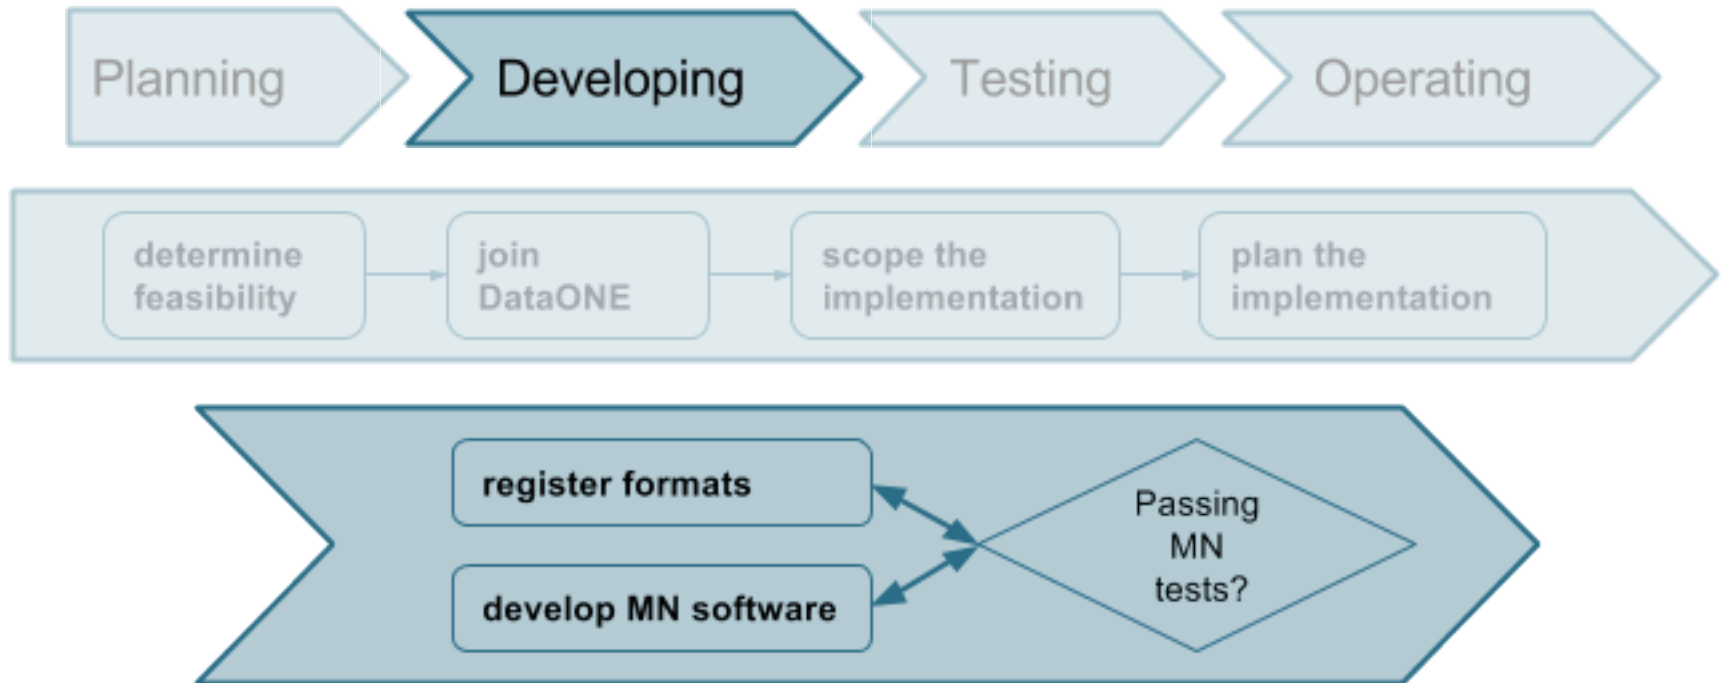 Planning
Developing
Testing
Operating
determine
feasibility
join
DataONE
scope the
implementation
plan the
implementation
register formats
develop MN software
Passing
MN
tests?